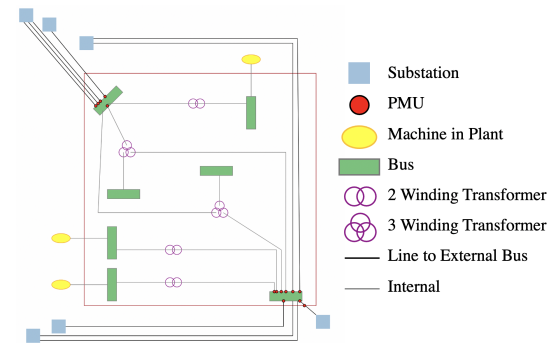 Substation
PMU
Machine in Plant
Bus
2 Winding Transformer
3 Winding Transformer
Line to External Bus
Internal